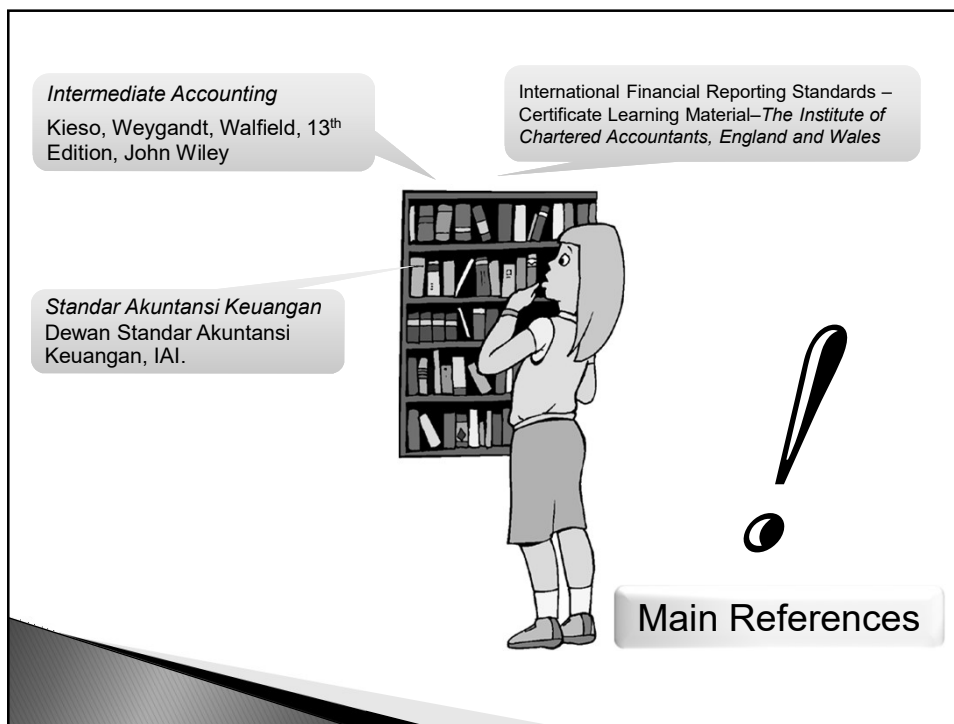 Intermediate Accounting
Kieso, Weygandt, Walfield, 13th
Edition, John Wiley
International Financial Reporting Standards –
Certificate Learning Material–The Institute of
Chartered Accountants, England and Wales
Standar Akuntansi Keuangan
Dewan Standar Akuntansi
Keuangan, IAI.
!
Main References